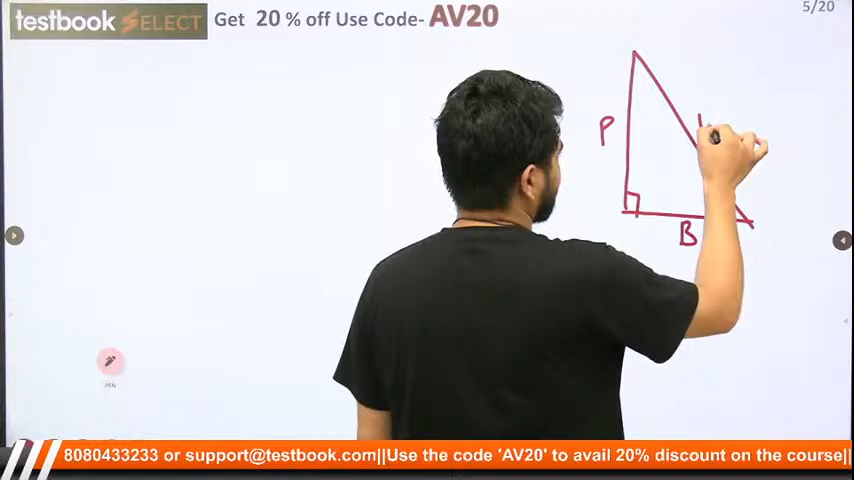 testbook SELECT Get 20% off Use Code- AV20
5/20
P
B
PEN
8080433233 or support@testbook.com||Use the code 'AV20' to avail 20% discount on the course||